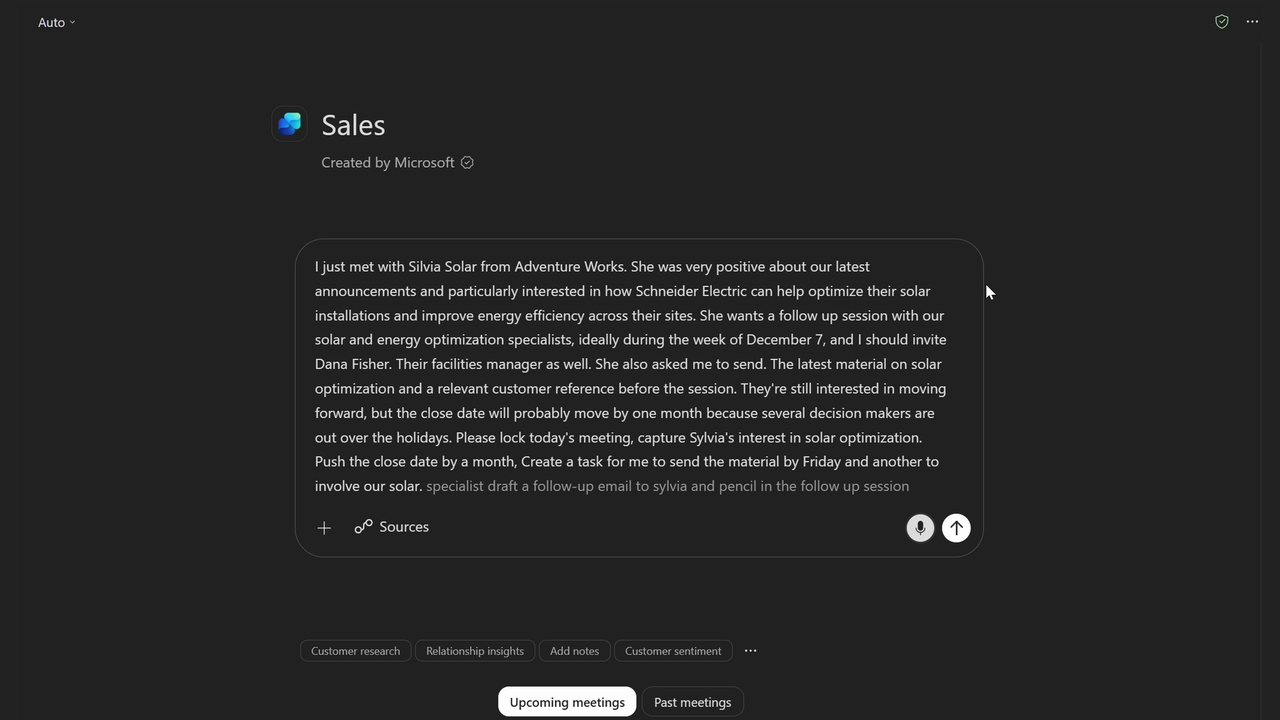 Auto
Sales
Created by Microsoft
I just met with Silvia Solar from Adventure Works. She was very positive about our latest
announcements and particularly interested in how Schneider Electric can help optimize their solar
installations and improve energy efficiency across their sites. She wants a follow up session with our
solar and energy optimization specialists, ideally during the week of December 7, and I should invite
Dana Fisher. Their facilities manager as well. She also asked me to send. The latest material on solar
optimization and a relevant customer reference before the session. They're still interested in moving
forward, but the close date will probably move by one month because several decision makers are
out over the holidays. Please lock today's meeting, capture Sylvia's interest in solar optimization.
Push the close date by a month, Create a task for me to send the material by Friday and another to
involve our solar. specialist draft a follow-up email to sylvia and pencil in the follow up session
Sources
Customer research
Relationship insights
Add notes
Customer sentiment
Upcoming meetings
Past meetings